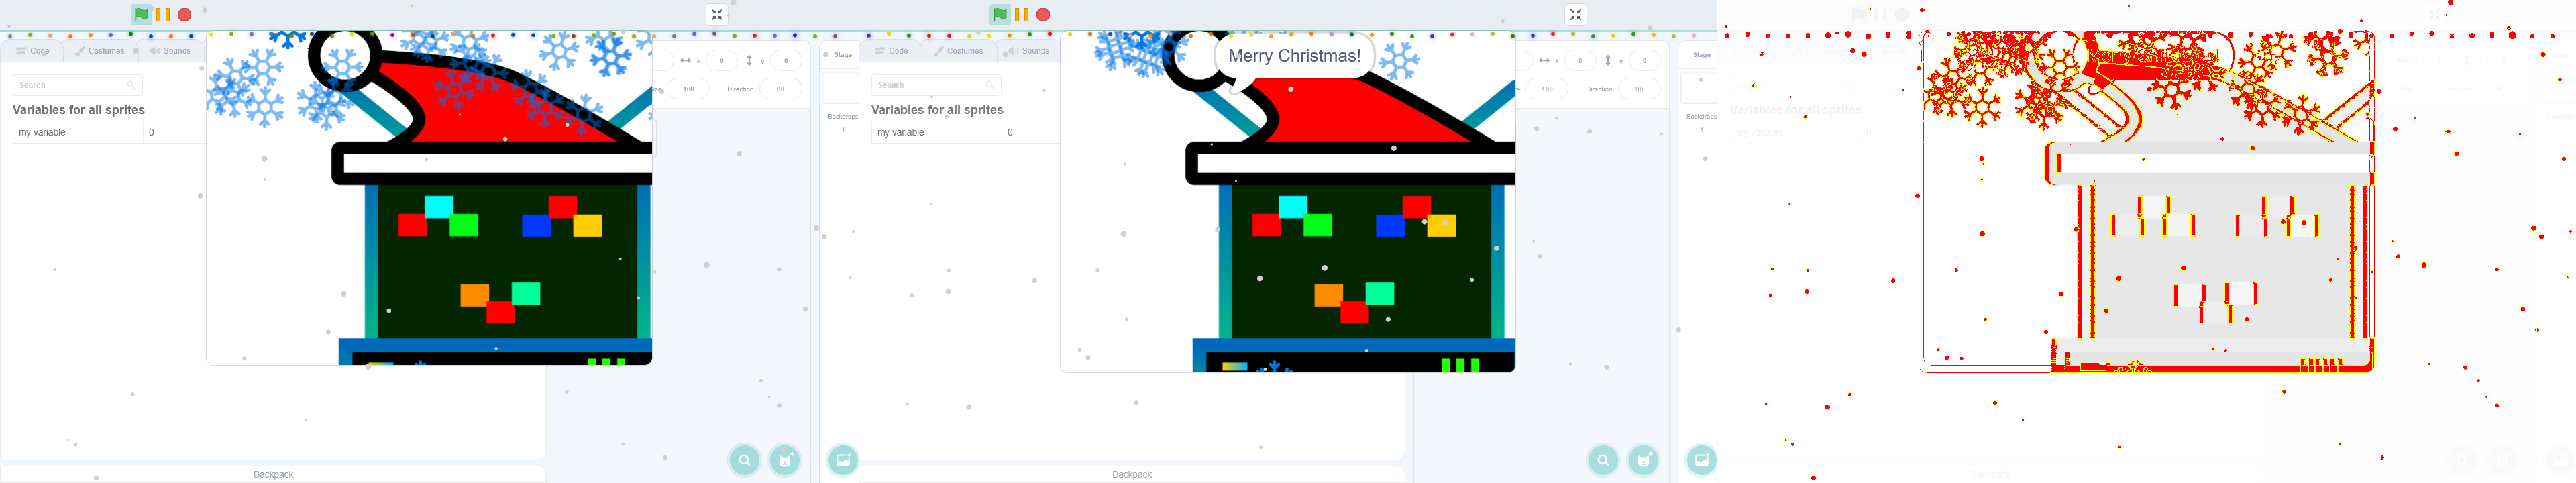 Code Costumes Sounds
x 0 y 0
Stage
Search
100 Direction 90
Variables for all sprites
my variable 0
Backdrops
1
Backpack
Merry Christmas!
Code Costumes Sounds
x 0 y 0
Stage
Search
100 Direction 90
Variables for all sprites
my variable 0
Backdrops
1
Backpack
Variables for all sprites
my variable 0